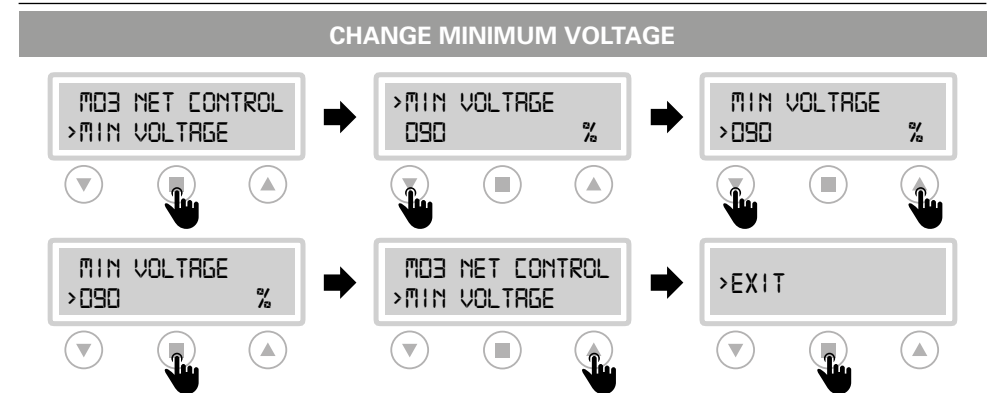 CHANGE MINIMUM VOLTAGE
M03 NET CONTROL
>MIN VOLTAGE
>MIN VOLTAGE
090 %
MIN VOLTAGE
>090 %
MIN VOLTAGE
>090 %
M03 NET CONTROL
>MIN VOLTAGE
>EXIT